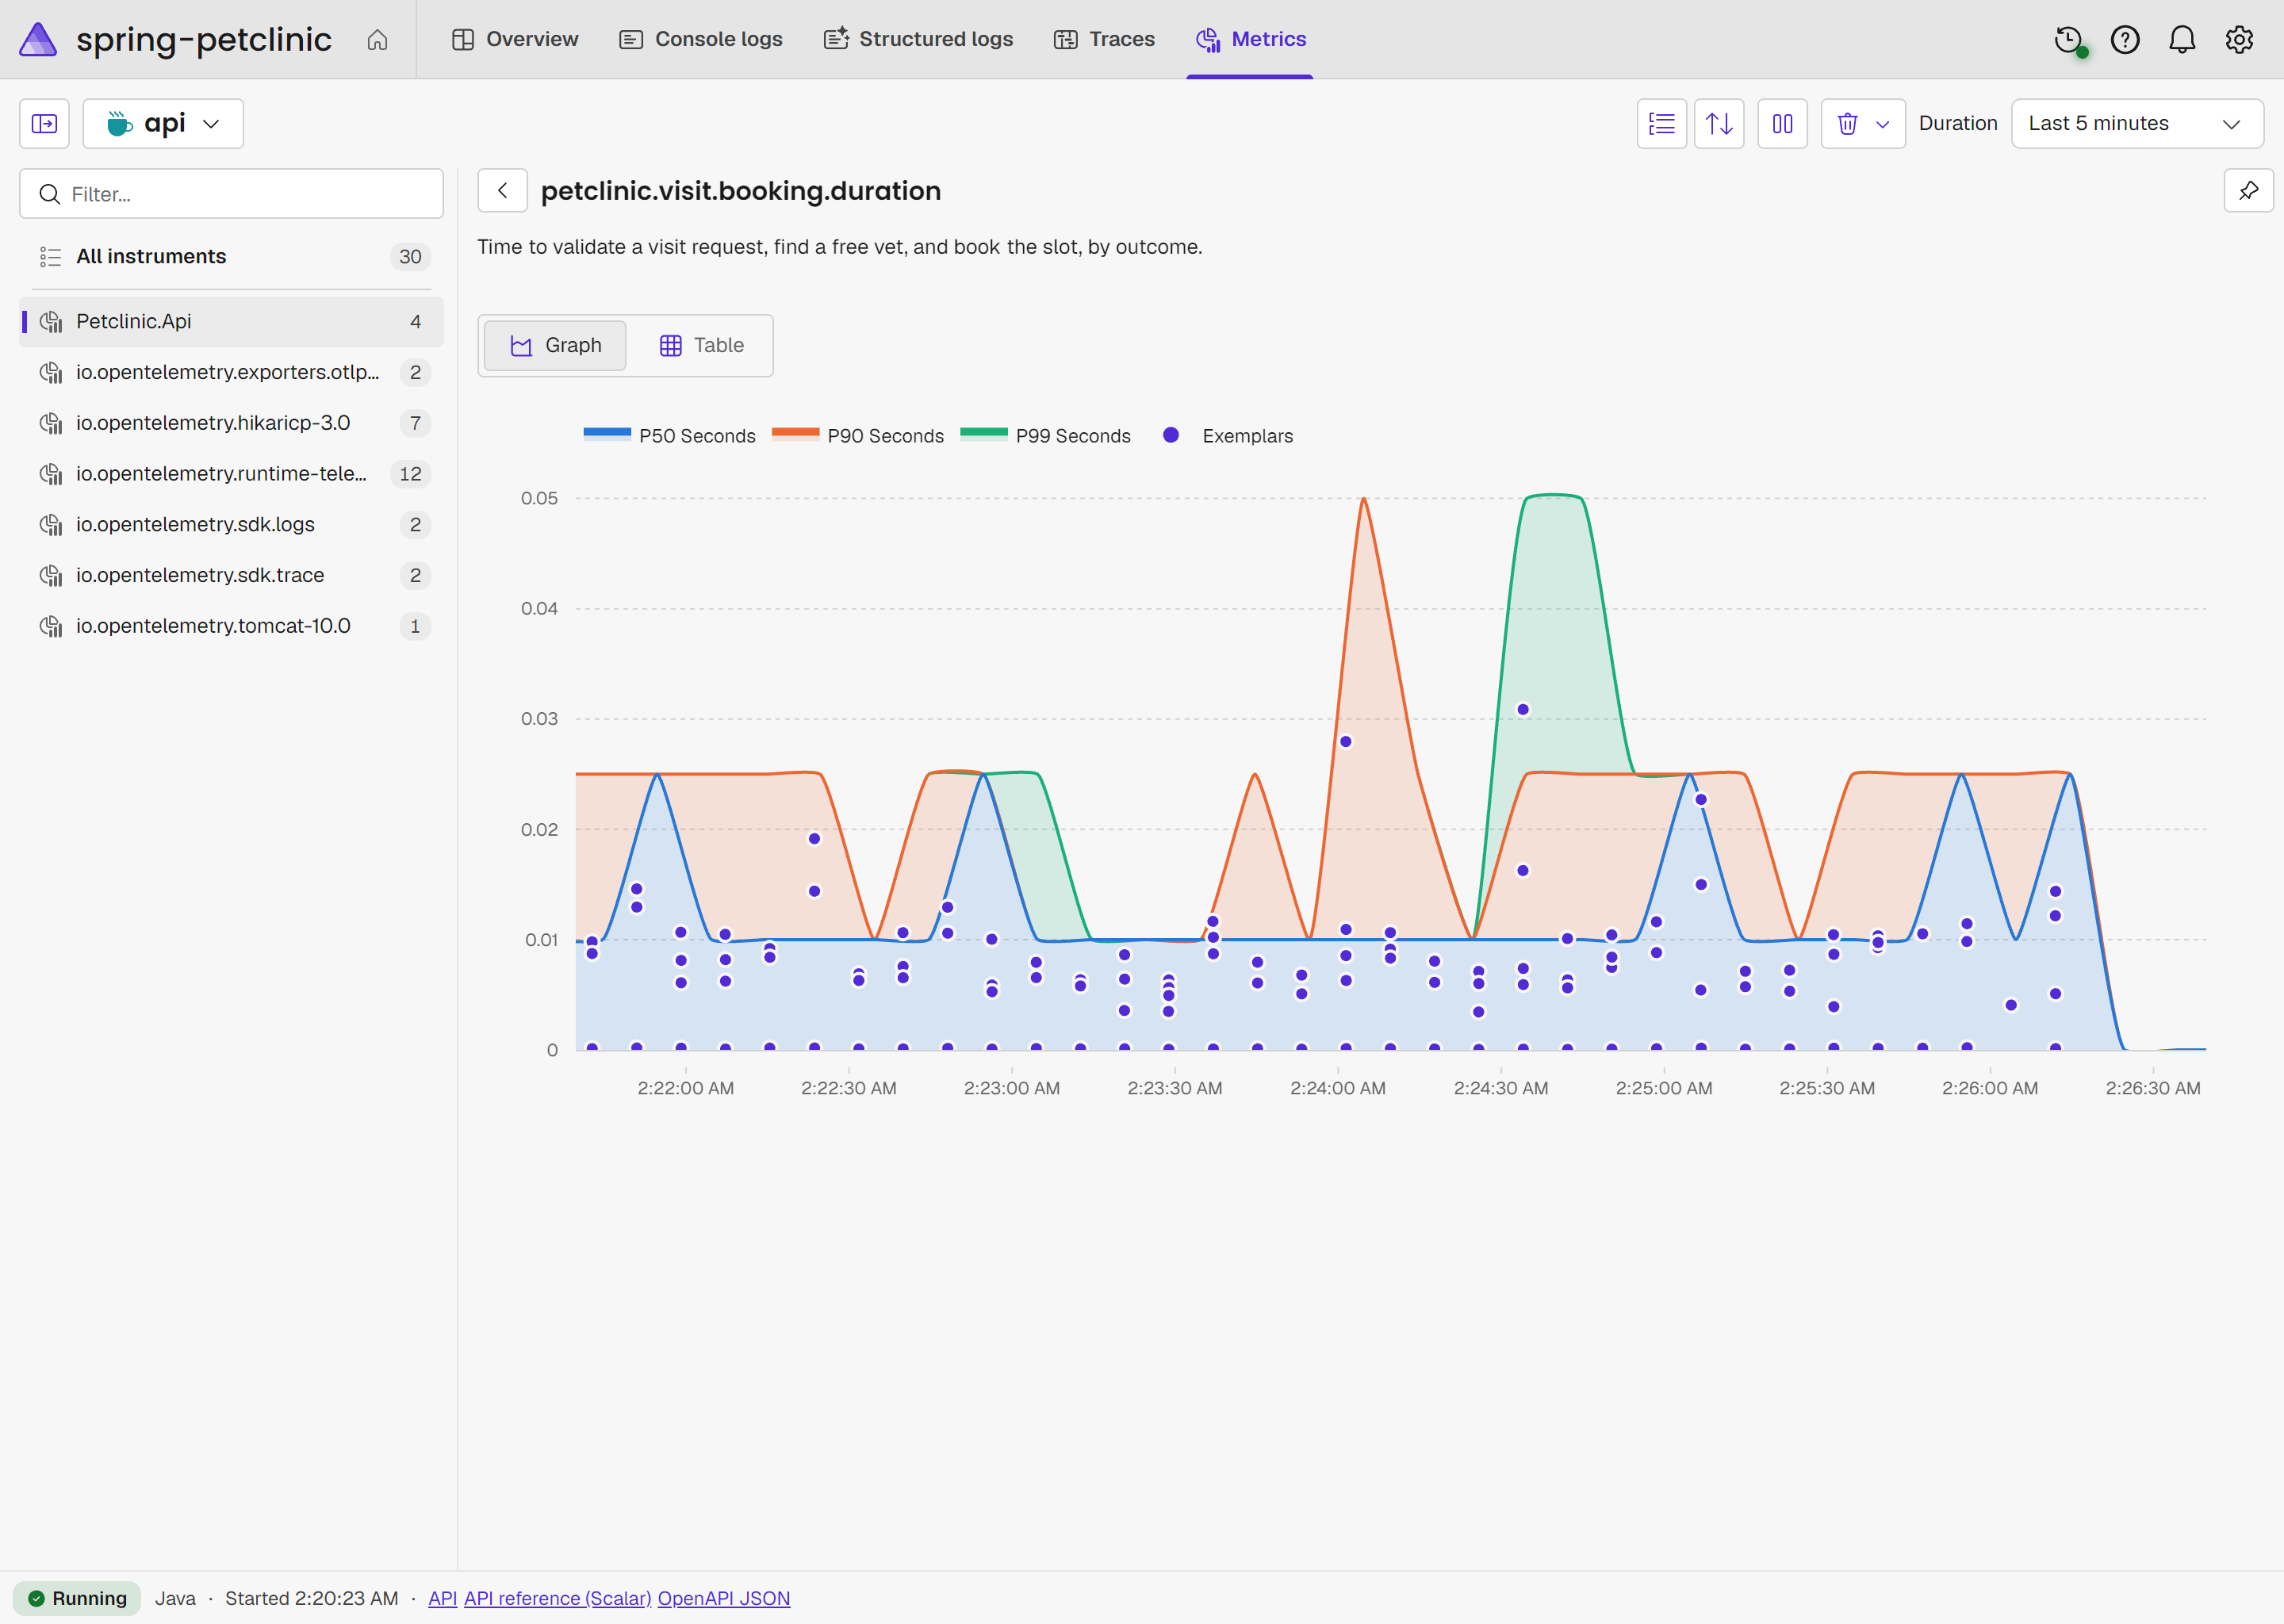 spring-petclinic
Overview
Console logs
Structured logs
Traces
Metrics
api
Duration
Last 5 minutes
Filter...
All instruments 30
Petclinic.Api 4
io.opentelemetry.exporters.otlp... 2
io.opentelemetry.hikaricp-3.0 7
io.opentelemetry.runtime-tele... 12
io.opentelemetry.sdk.logs 2
io.opentelemetry.sdk.trace 2
io.opentelemetry.tomcat-10.0 1
petclinic.visit.booking.duration
Time to validate a visit request, find a free vet, and book the slot, by outcome.
Graph
Table
P50 Seconds P90 Seconds P99 Seconds Exemplars
0.05
0.04
0.03
0.02
0.01
0
2:22:00 AM 2:22:30 AM 2:23:00 AM 2:23:30 AM 2:24:00 AM 2:24:30 AM 2:25:00 AM 2:25:30 AM 2:26:00 AM 2:26:30 AM
Running Java · Started 2:20:23 AM · API API reference (Scalar) OpenAPI JSON